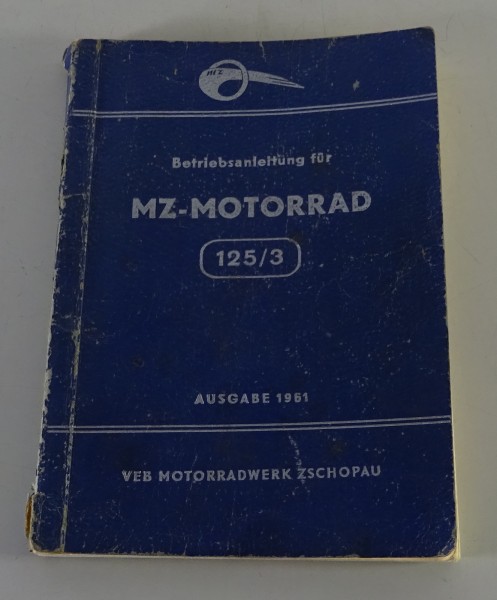 MZ
Betriebsanleitung für
MZ-MOTORRAD
125/3
AUSGABE 1961
VEB MOTORRADWERK ZSCHOPAU